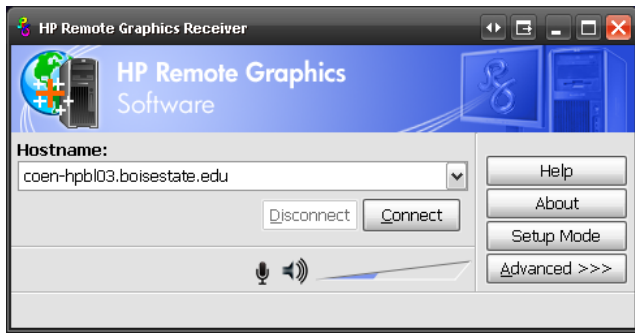 HP Remote Graphics Receiver
HP Remote Graphics
Software
Hostname:
coen-hpbl03.boisestate.edu
Disconnect
Connect
Help
About
Setup Mode
Advanced >>>